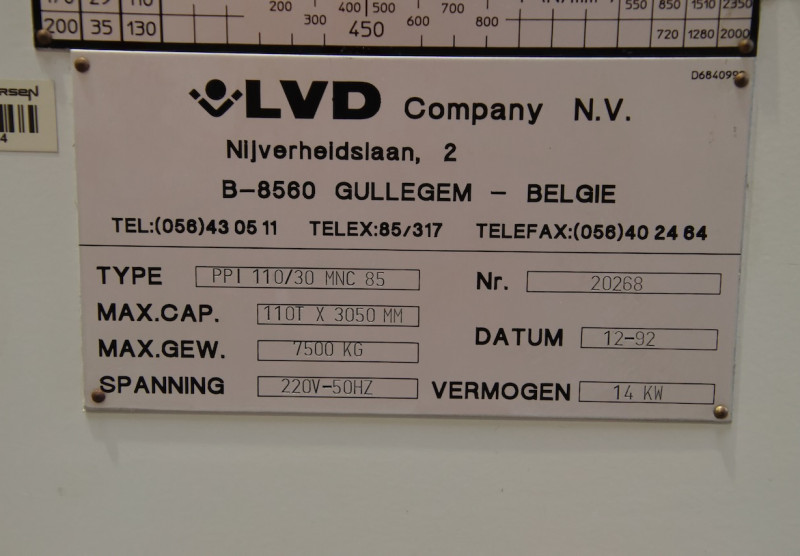 200 400 500 700
300 450 600 800
550 850 1510 2350
200 35 130
720 1280 2000
LVD Company N.V.
Nijverheidslaan, 2
B-8560 GULLEGEM - BELGIE
TEL:(056)43 05 11 TELEX:85/317 TELEFAX:(056)40 24 64
TYPE PPI 110/30 MNC 85 Nr. 20268
MAX.CAP. 110T X 3050 MM
MAX.GEW. 7500 KG DATUM 12-92
SPANNING 220V-50HZ VERMOGEN 14 KW
4